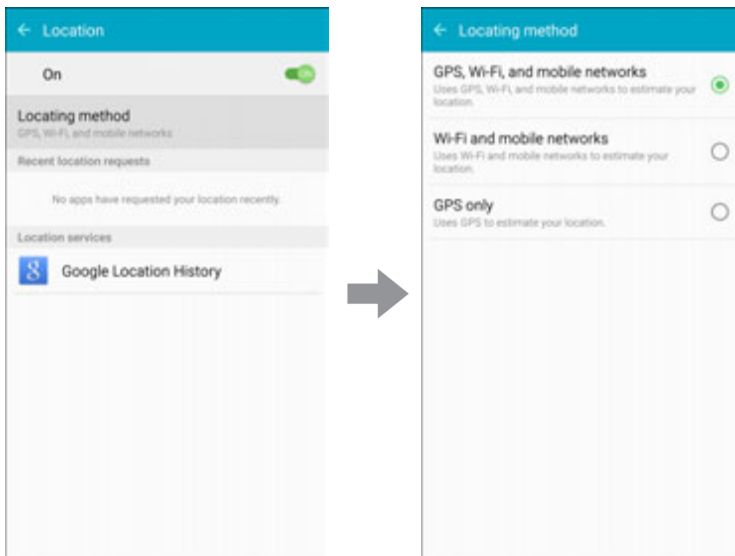 Location
On
ON
Locating method
GPS, Wi-Fi, and mobile networks
Recent location requests
No apps have requested your location recently.
Location services
8
Google Location History
Locating method
GPS, Wi-Fi, and mobile networks
Uses GPS, Wi-Fi, and mobile networks to estimate your
location.
Wi-Fi and mobile networks
Uses Wi-Fi and mobile networks to estimate your
location.
GPS only
Uses GPS to estimate your location.